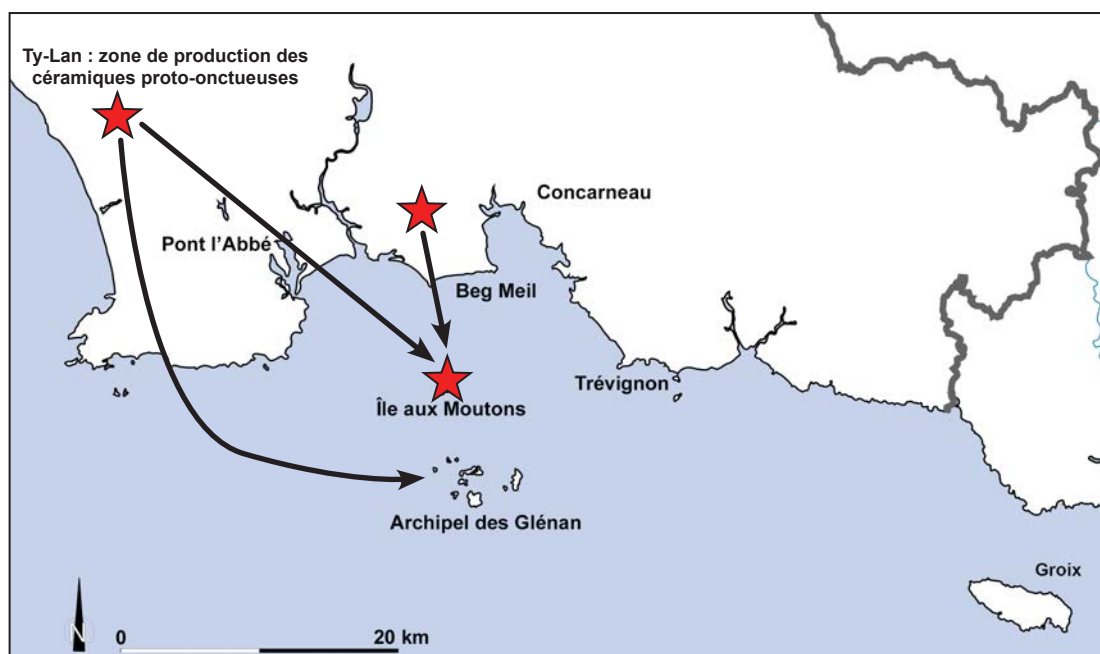 Ty-Lan : zone de production des
céramiques proto-onctueuses
Concarneau
Pont l'Abbé
Beg Meil
Trévignon
Île aux Moutons
Archipel des Glénan
Groix
N
0
20 km